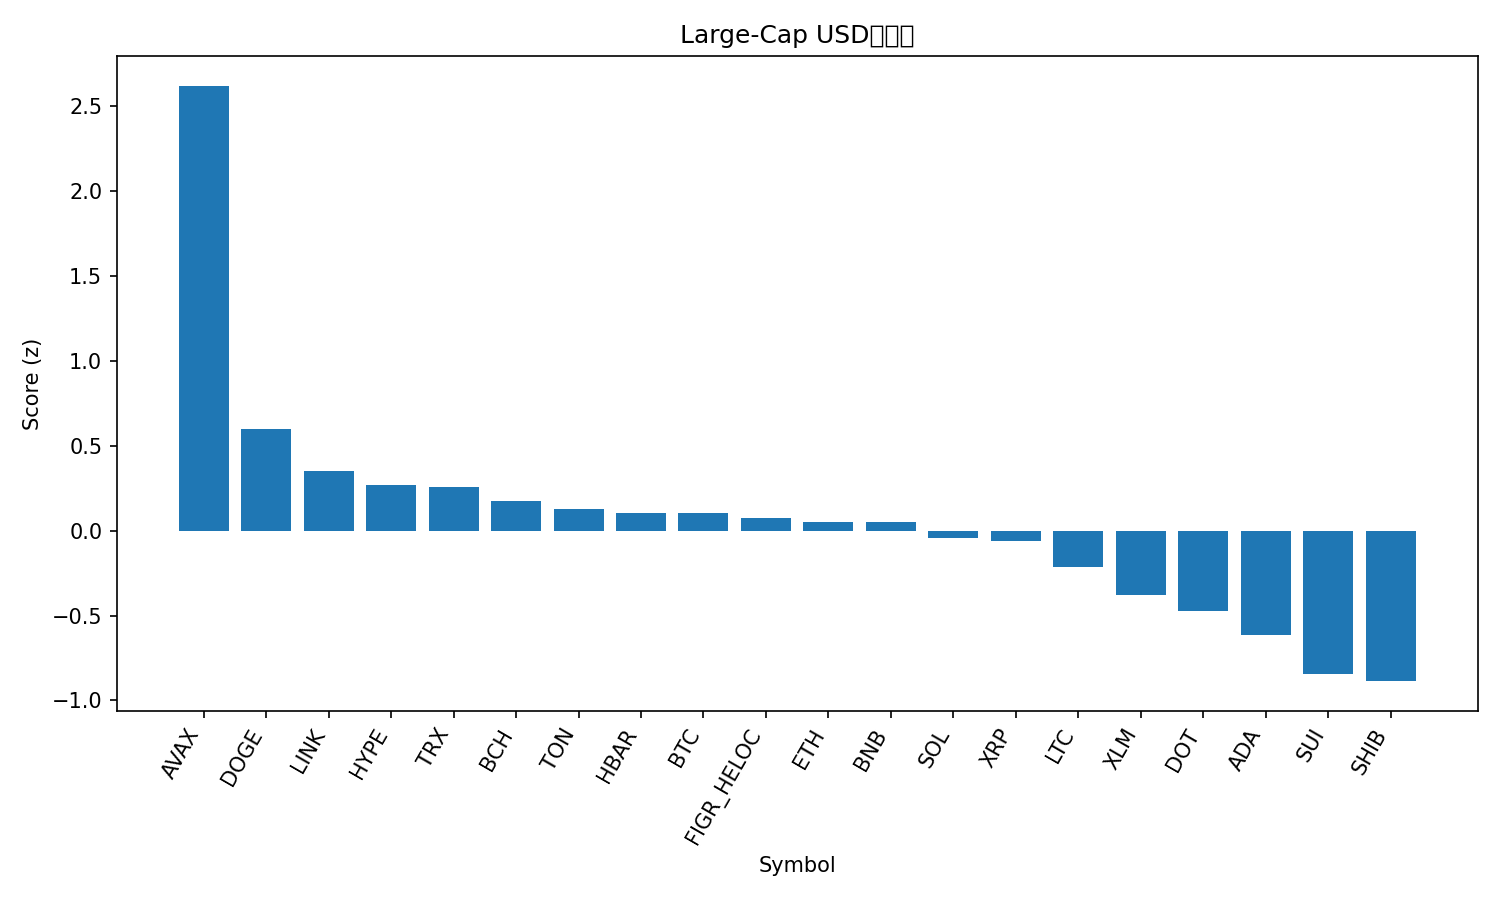 Large-Cap USD
Score (z)
2.5
2.0
1.5
1.0
0.5
0.0
−0.5
−1.0
AVAX
DOGE
LINK
HYPE
TRX
BCH
TON
HBAR
BTC
FIGR_HELOC
ETH
BNB
SOL
XRP
LTC
XLM
DOT
ADA
SUI
SHIB
Symbol